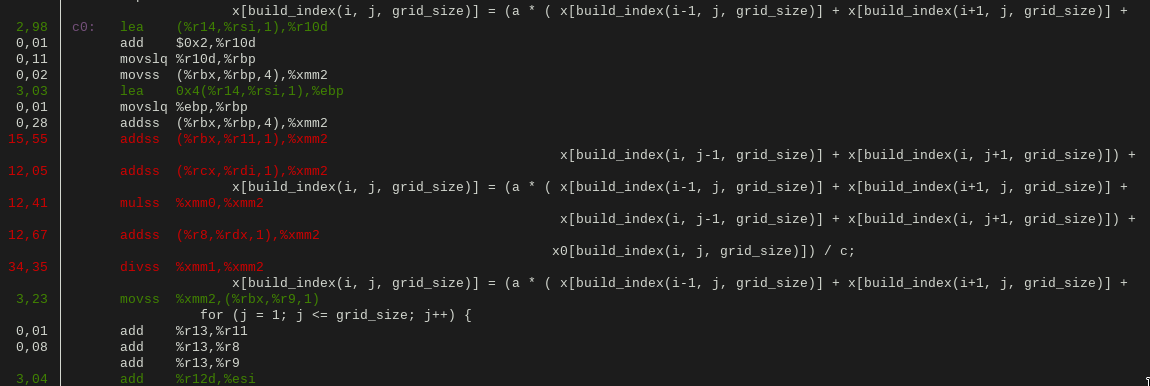 x[build_index(i, j, grid_size)] = (a * ( x[build_index(i-1, j, grid_size)] + x[build_index(i+1, j, grid_size)] +
2,98 c0: lea (%r14,%rsi,1),%r10d
0,01 add $0x2,%r10d
0,11 movslq %r10d,%rbp
0,02 movss (%rbx,%rbp,4),%xmm2
3,03 lea 0x4(%r14,%rsi,1),%ebp
0,01 movslq %ebp,%rbp
0,28 addss (%rbx,%rbp,4),%xmm2
15,55 addss (%rbx,%r11,1),%xmm2
x[build_index(i, j-1, grid_size)] + x[build_index(i, j+1, grid_size)]) +
12,05 addss (%rcx,%rdi,1),%xmm2
x[build_index(i, j, grid_size)] = (a * ( x[build_index(i-1, j, grid_size)] + x[build_index(i+1, j, grid_size)] +
12,41 mulss %xmm0,%xmm2
x[build_index(i, j-1, grid_size)] + x[build_index(i, j+1, grid_size)]) +
12,67 addss (%r8,%rdx,1),%xmm2
x0[build_index(i, j, grid_size)]) / c;
34,35 divss %xmm1,%xmm2
x[build_index(i, j, grid_size)] = (a * ( x[build_index(i-1, j, grid_size)] + x[build_index(i+1, j, grid_size)] +
3,23 movss %xmm2,(%rbx,%r9,1)
for (j = 1; j <= grid_size; j++) {
0,01 add %r13,%r11
0,08 add %r13,%r8
add %r13,%r9
3,04 add %r12d,%esi